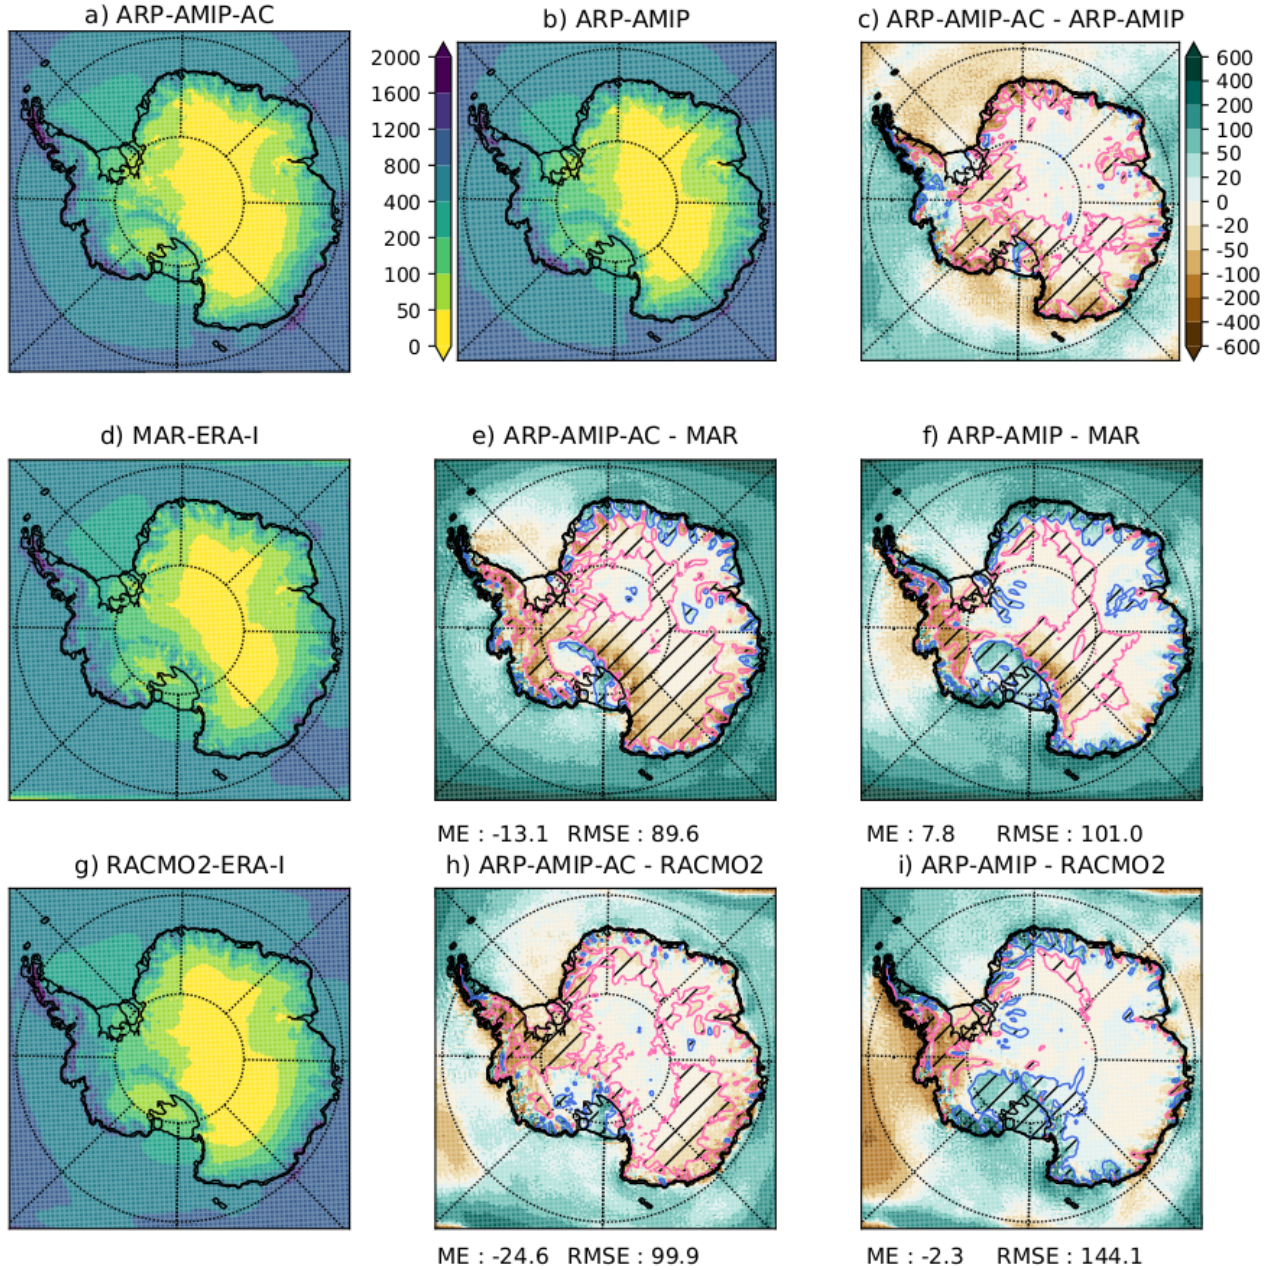 a) ARP-AMIP-AC
b) ARP-AMIP
c) ARP-AMIP-AC - ARP-AMIP
2000
1600
1200
800
400
200
100
50
0
600
400
200
100
50
20
0
-20
-50
-100
-200
-400
-600
d) MAR-ERA-I
e) ARP-AMIP-AC - MAR
f) ARP-AMIP - MAR
ME : -13.1 RMSE : 89.6
ME : 7.8 RMSE : 101.0
g) RACMO2-ERA-I
h) ARP-AMIP-AC - RACMO2
i) ARP-AMIP - RACMO2
ME : -24.6 RMSE : 99.9
ME : -2.3 RMSE : 144.1